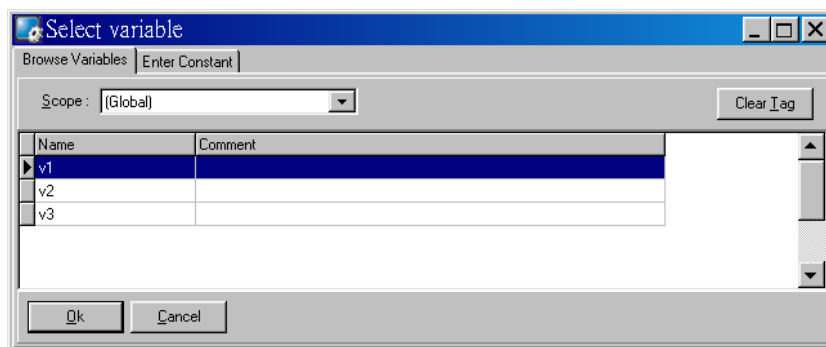 Select variable
Browse Variables Enter Constant
Scope : (Global) Clear Tag
Name Comment
v1
v2
v3
Ok Cancel